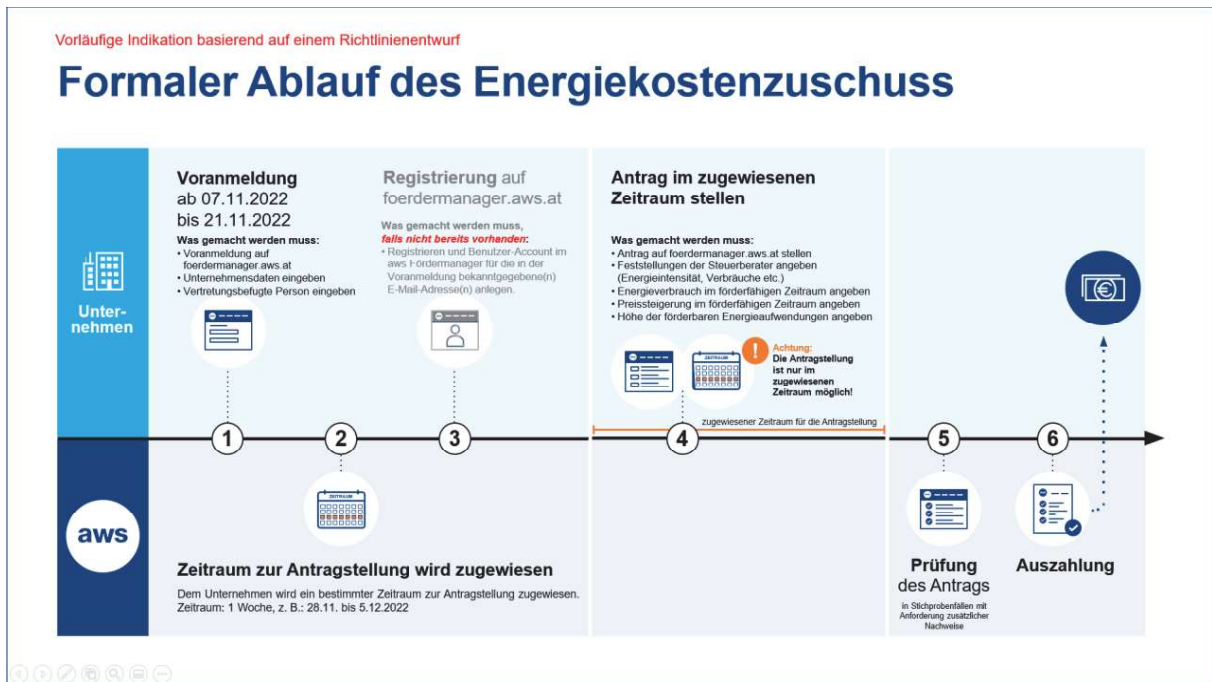 Vorläufige Indikation basierend auf einem Richtlinienentwurf
Formaler Ablauf des Energiekostenzuschuss
Unter-
nehmen
Voranmeldung
ab 07.11.2022
bis 21.11.2022
Was gemacht werden muss:
• Voranmeldung auf
foerdermanager.aws.at
• Unternehmensdaten eingeben
• Vertretungsbefugte Person eingeben
Registrierung auf
foerdermanager.aws.at
Was gemacht werden muss,
falls nicht bereits vorhanden:
• Registrieren und Benutzer-Account im
aws Fördermanager für die in der
Voranmeldung bekanntgegebene(n)
E-Mail-Adresse(n) anlegen.
Antrag im zugewiesenen
Zeitraum stellen
Was gemacht werden muss:
• Antrag auf foerdermanager.aws.at stellen
• Feststellungen der Steuerberater angeben
(Energieintensität, Verbräuche etc.)
• Energieverbrauch im förderfähigen Zeitraum angeben
• Preissteigerung im förderfähigen Zeitraum angeben
• Höhe der förderbaren Energieaufwendungen angeben
ZEITRAUM
!
Achtung:
Die Antragstellung
ist nur im
zugewiesenen
Zeitraum möglich!
zugewiesener Zeitraum für die Antragstellung
€
1
2
3
4
5
6
aws
ZEITRAUM
Zeitraum zur Antragstellung wird zugewiesen
Dem Unternehmen wird ein bestimmter Zeitraum zur Antragstellung zugewiesen.
Zeitraum: 1 Woche, z. B.: 28.11. bis 5.12.2022
Prüfung
des Antrags
in Stichprobenfällen mit
Anforderung zusätzlicher
Nachweise
Auszahlung